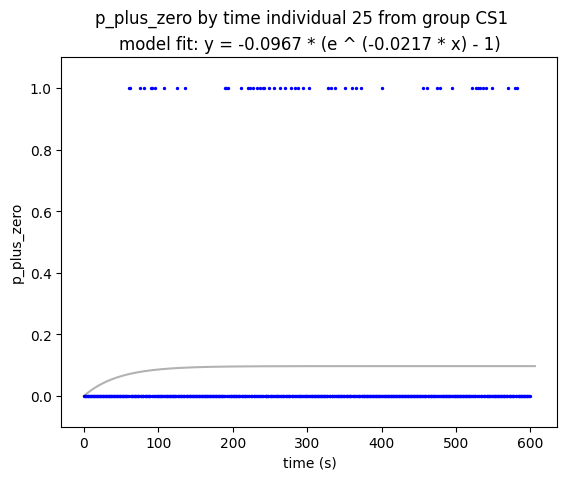 p_plus_zero by time individual 25 from group CS1
model fit: y = -0.0967 * (e ^ (-0.0217 * x) - 1)
1.0
0.8
0.6
0.4
0.2
0.0
p_plus_zero
0 100 200 300 400 500 600
time (s)